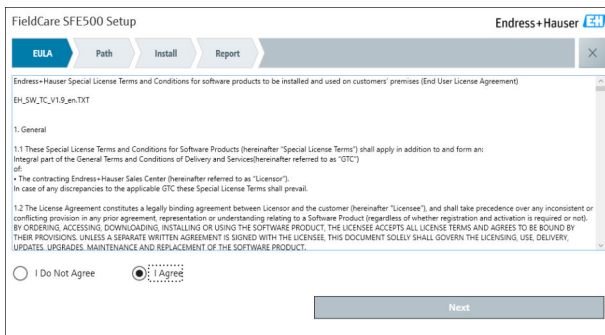 FieldCare SFE500 Setup
Endress+Hauser EH
EULA
Path
Install
Report
Endress+Hauser Special License Terms and Conditions for software products to be installed and used on customers' premises (End User License Agreement)
EH_SW_TC_V1.9_en.TXT
1. General
1.1 These Special License Terms and Conditions for Software Products (hereinafter "Special License Terms") shall apply in addition to and form an:
Integral part of the General Terms and Conditions of Delivery and Services(hereinafter referred to as "GTC")
of:
• The contracting Endress+Hauser Sales Center (hereinafter referred to as "Licensor").
In case of any discrepancies to the applicable GTC these Special License Terms shall prevail.
1.2 The License Agreement constitutes a legally binding agreement between Licensor and the customer (hereinafter "Licensee"), and shall take precedence over any inconsistent or
conflicting provision in any prior agreement, representation or understanding relating to a Software Product (regardless of whether registration and activation is required or not).
BY ORDERING, ACCESSING, DOWNLOADING, INSTALLING OR USING THE SOFTWARE PRODUCT, THE LICENSEE ACCEPTS ALL LICENSE TERMS AND AGREES TO BE BOUND BY
THEIR PROVISIONS. UNLESS A SEPARATE WRITTEN AGREEMENT IS SIGNED WITH THE LICENSEE, THIS DOCUMENT SOLELY SHALL GOVERN THE LICENSING, USE, DELIVERY,
UPDATES, UPGRADES, MAINTENANCE AND REPLACEMENT OF THE SOFTWARE PRODUCT.
I Do Not Agree
I Agree
Next